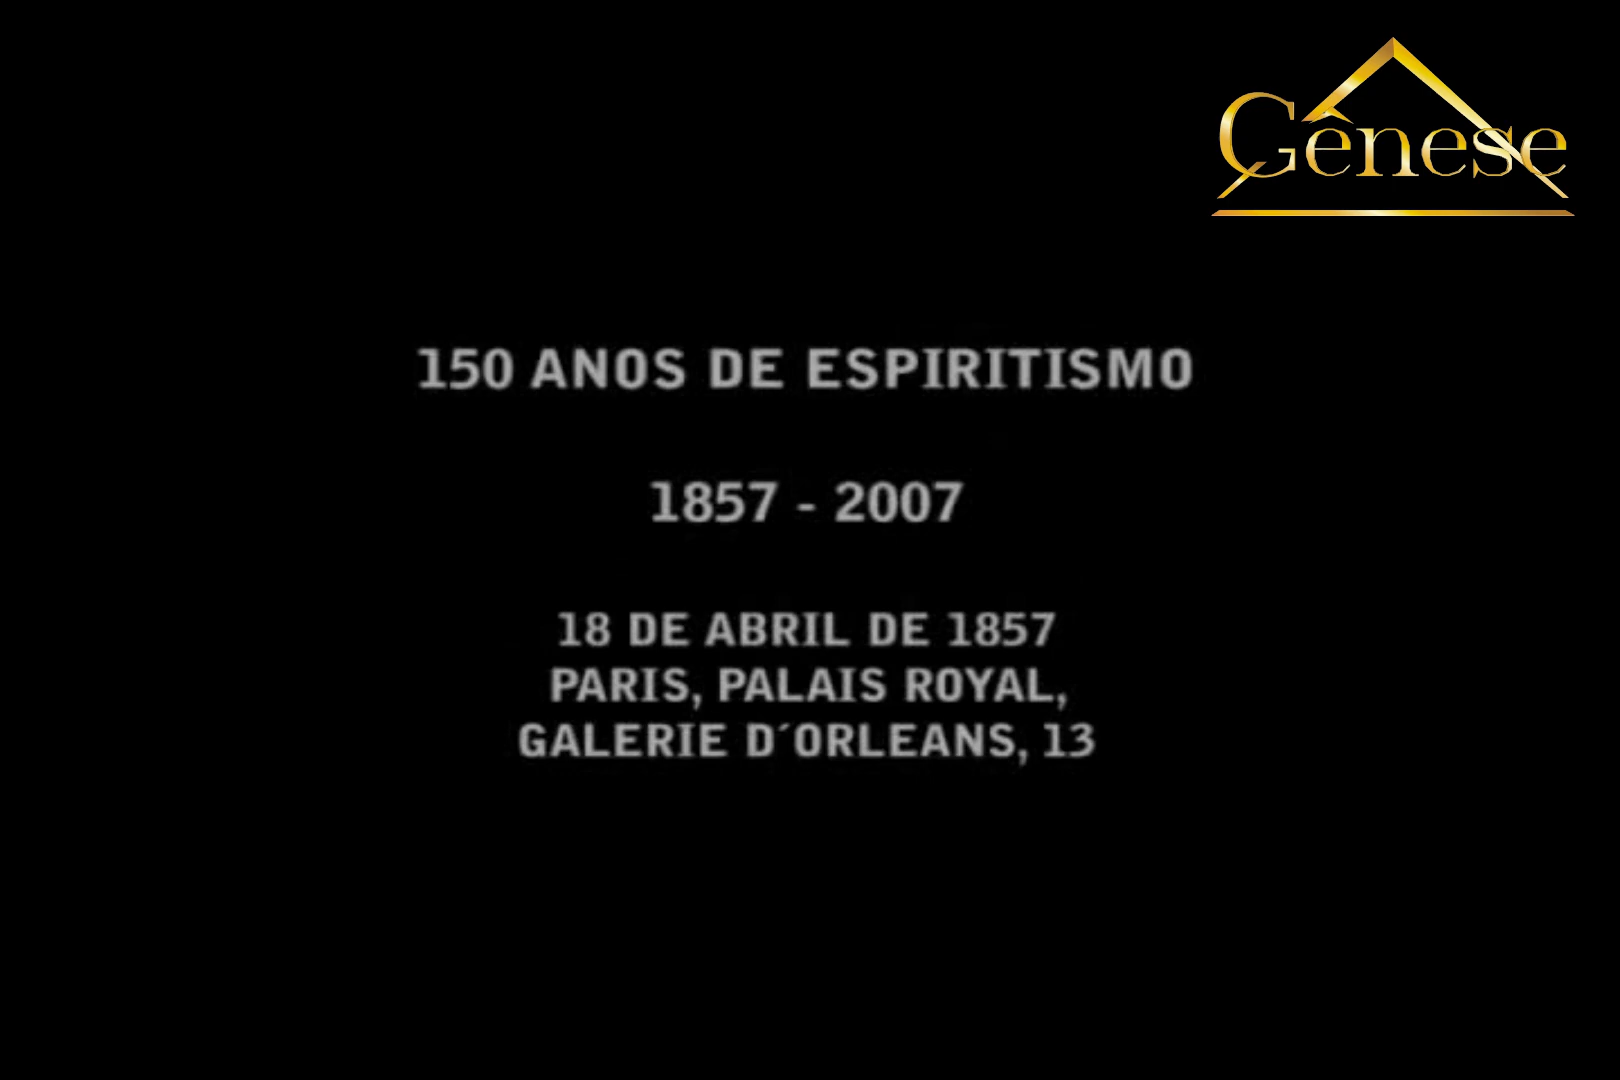 Gênese
150 ANOS DE ESPIRITISMO
1857 - 2007
18 DE ABRIL DE 1857
PARIS, PALAIS ROYAL,
GALERIE D´ORLEANS, 13